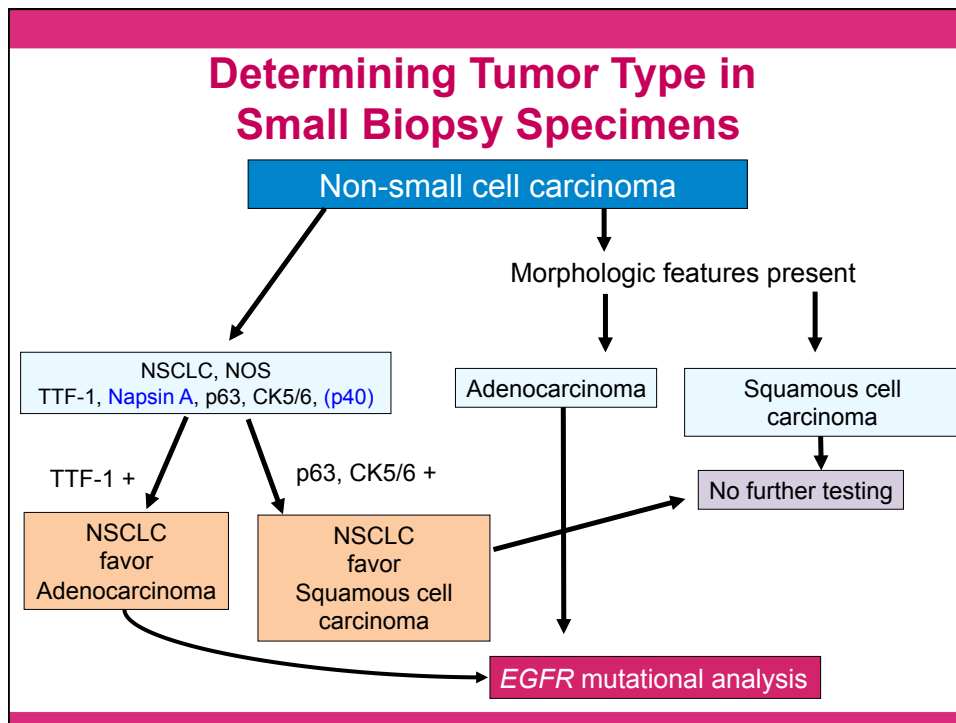 Determining Tumor Type in
Small Biopsy Specimens
Non-small cell carcinoma
Morphologic features present
NSCLC, NOS
TTF-1, Napsin A, p63, CK5/6, (p40)
Adenocarcinoma
Squamous cell
carcinoma
TTF-1 +
p63, CK5/6 +
No further testing
NSCLC
favor
Adenocarcinoma
NSCLC
favor
Squamous cell
carcinoma
EGFR mutational analysis